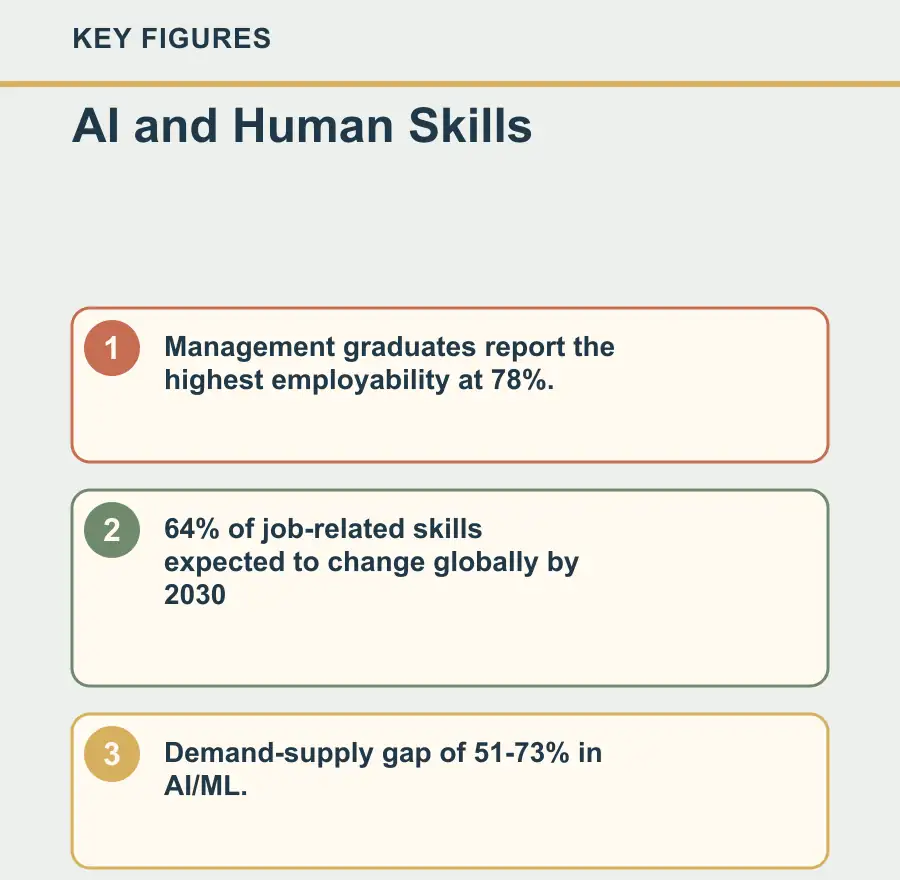 KEY FIGURES
AI and Human Skills
1
Management graduates report the
highest employability at 78%.
2
64% of job-related skills
expected to change globally by
2030
3
Demand-supply gap of 51-73% in
AI/ML.